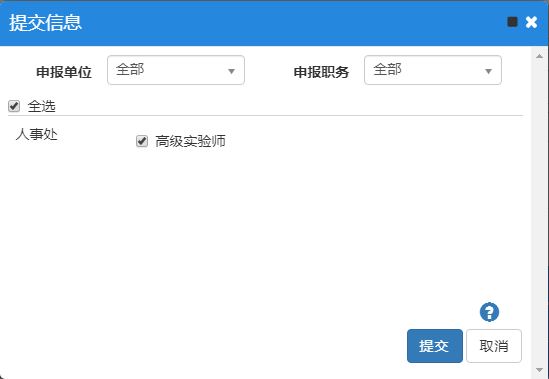 提交信息
申报单位 全部 申报职务 全部
全选
人事处 高级实验师
?
提交 取消